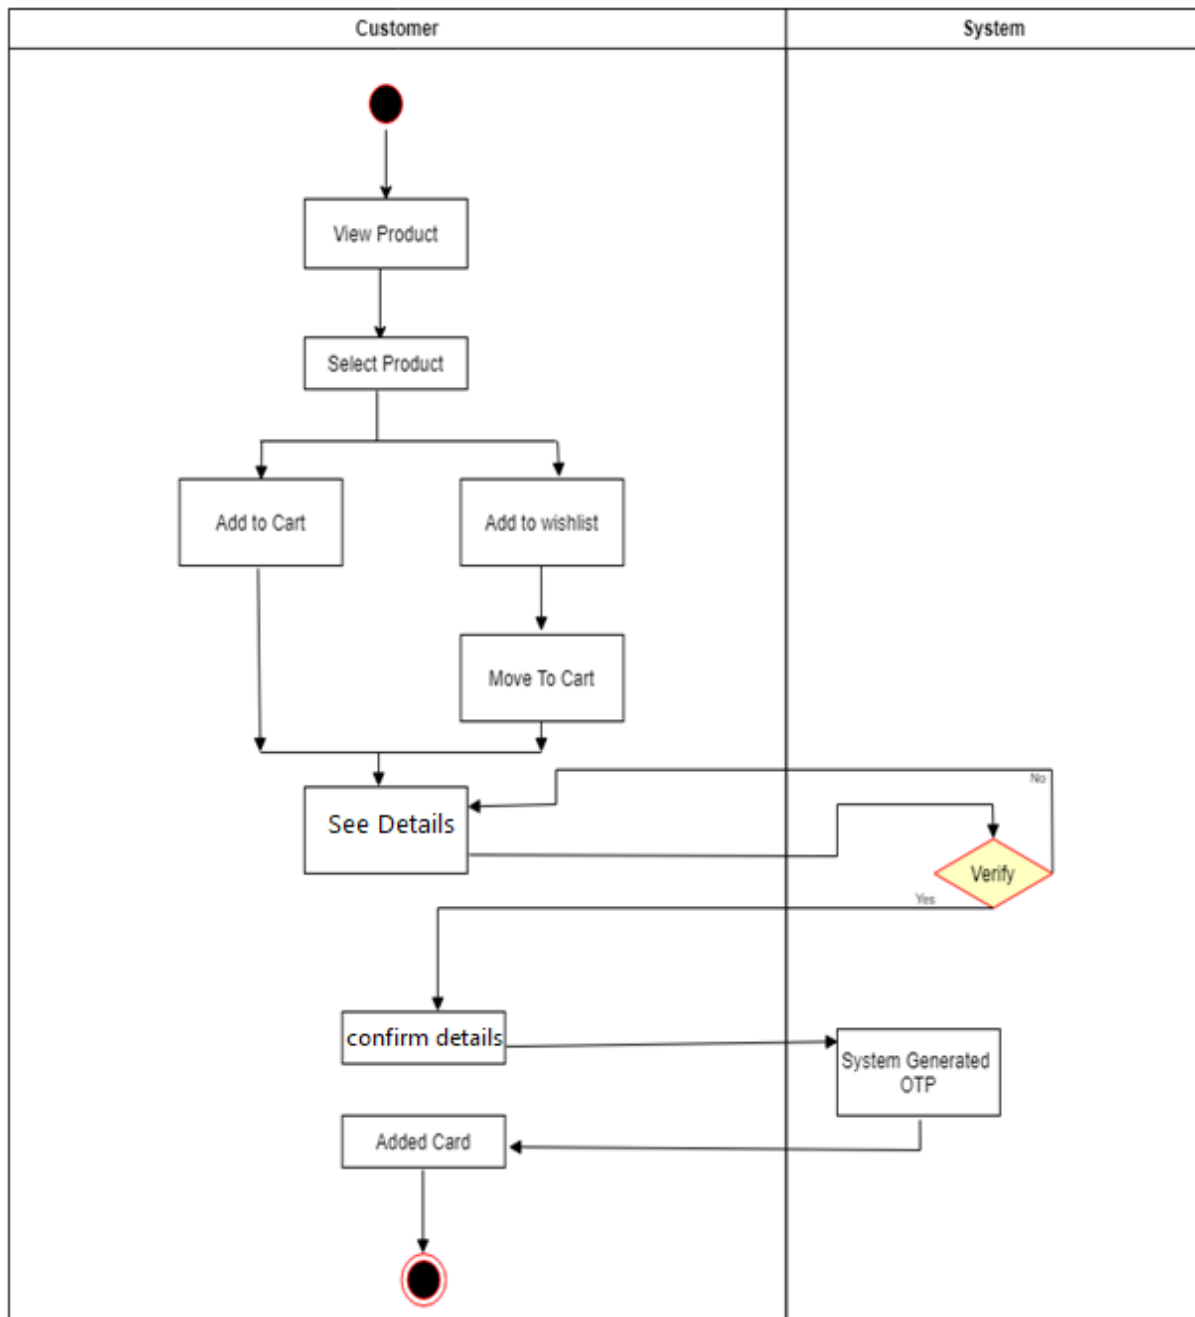 Customer
System
View Product
Select Product
Add to Cart
Add to wishlist
Move To Cart
No
See Details
Verify
Yes
confirm details
System Generated
OTP
Added Card